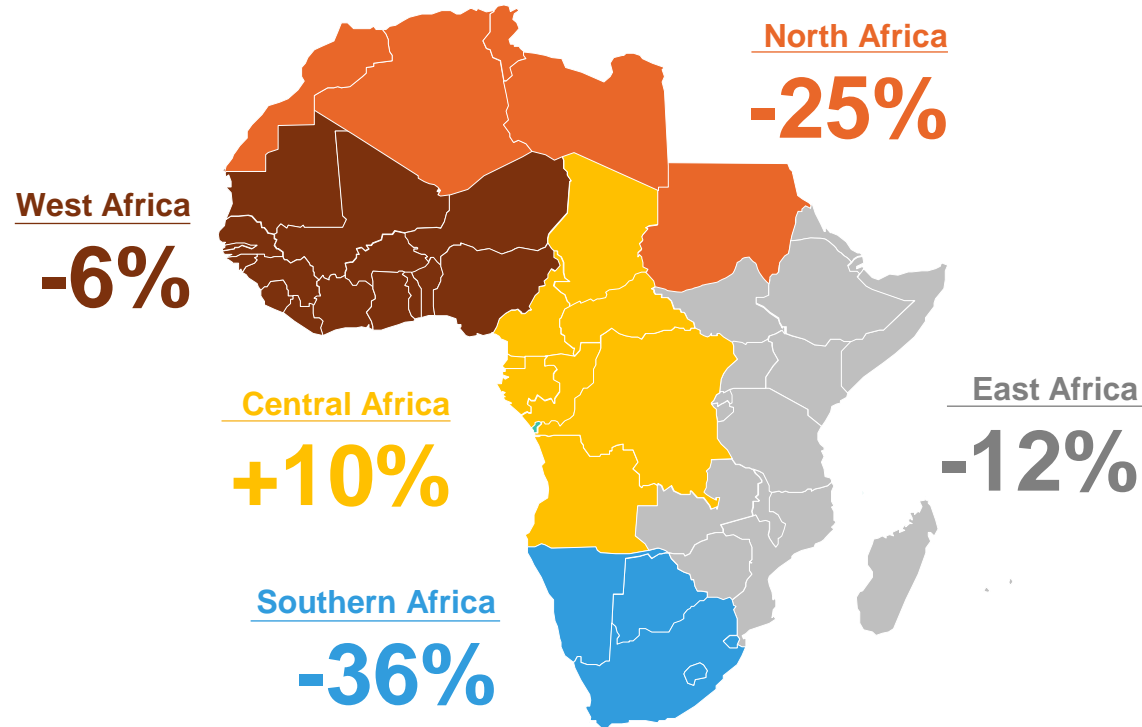 North Africa
-25%
West Africa
-6%
Central Africa
+10%
East Africa
-12%
Southern Africa
-36%